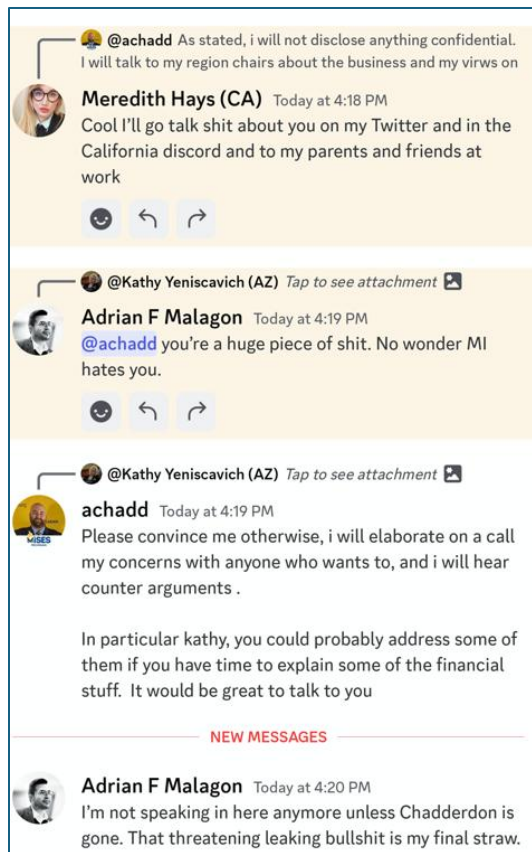 @achadd As stated, i will not disclose anything confidential.
I will talk to my region chairs about the business and my virws on
Meredith Hays (CA) Today at 4:18 PM
Cool I'll go talk shit about you on my Twitter and in the
California discord and to my parents and friends at
work
@Kathy Yeniscavich (AZ) Tap to see attachment
Adrian F Malagon Today at 4:19 PM
@achadd you're a huge piece of shit. No wonder MI
hates you.
@Kathy Yeniscavich (AZ) Tap to see attachment
achadd Today at 4:19 PM
MISES
Please convince me otherwise, i will elaborate on a call
my concerns with anyone who wants to, and i will hear
counter arguments .
In particular kathy, you could probably address some of
them if you have time to explain some of the financial
stuff. It would be great to talk to you
NEW MESSAGES
Adrian F Malagon Today at 4:20 PM
I'm not speaking in here anymore unless Chadderdon is
gone. That threatening leaking bullshit is my final straw.